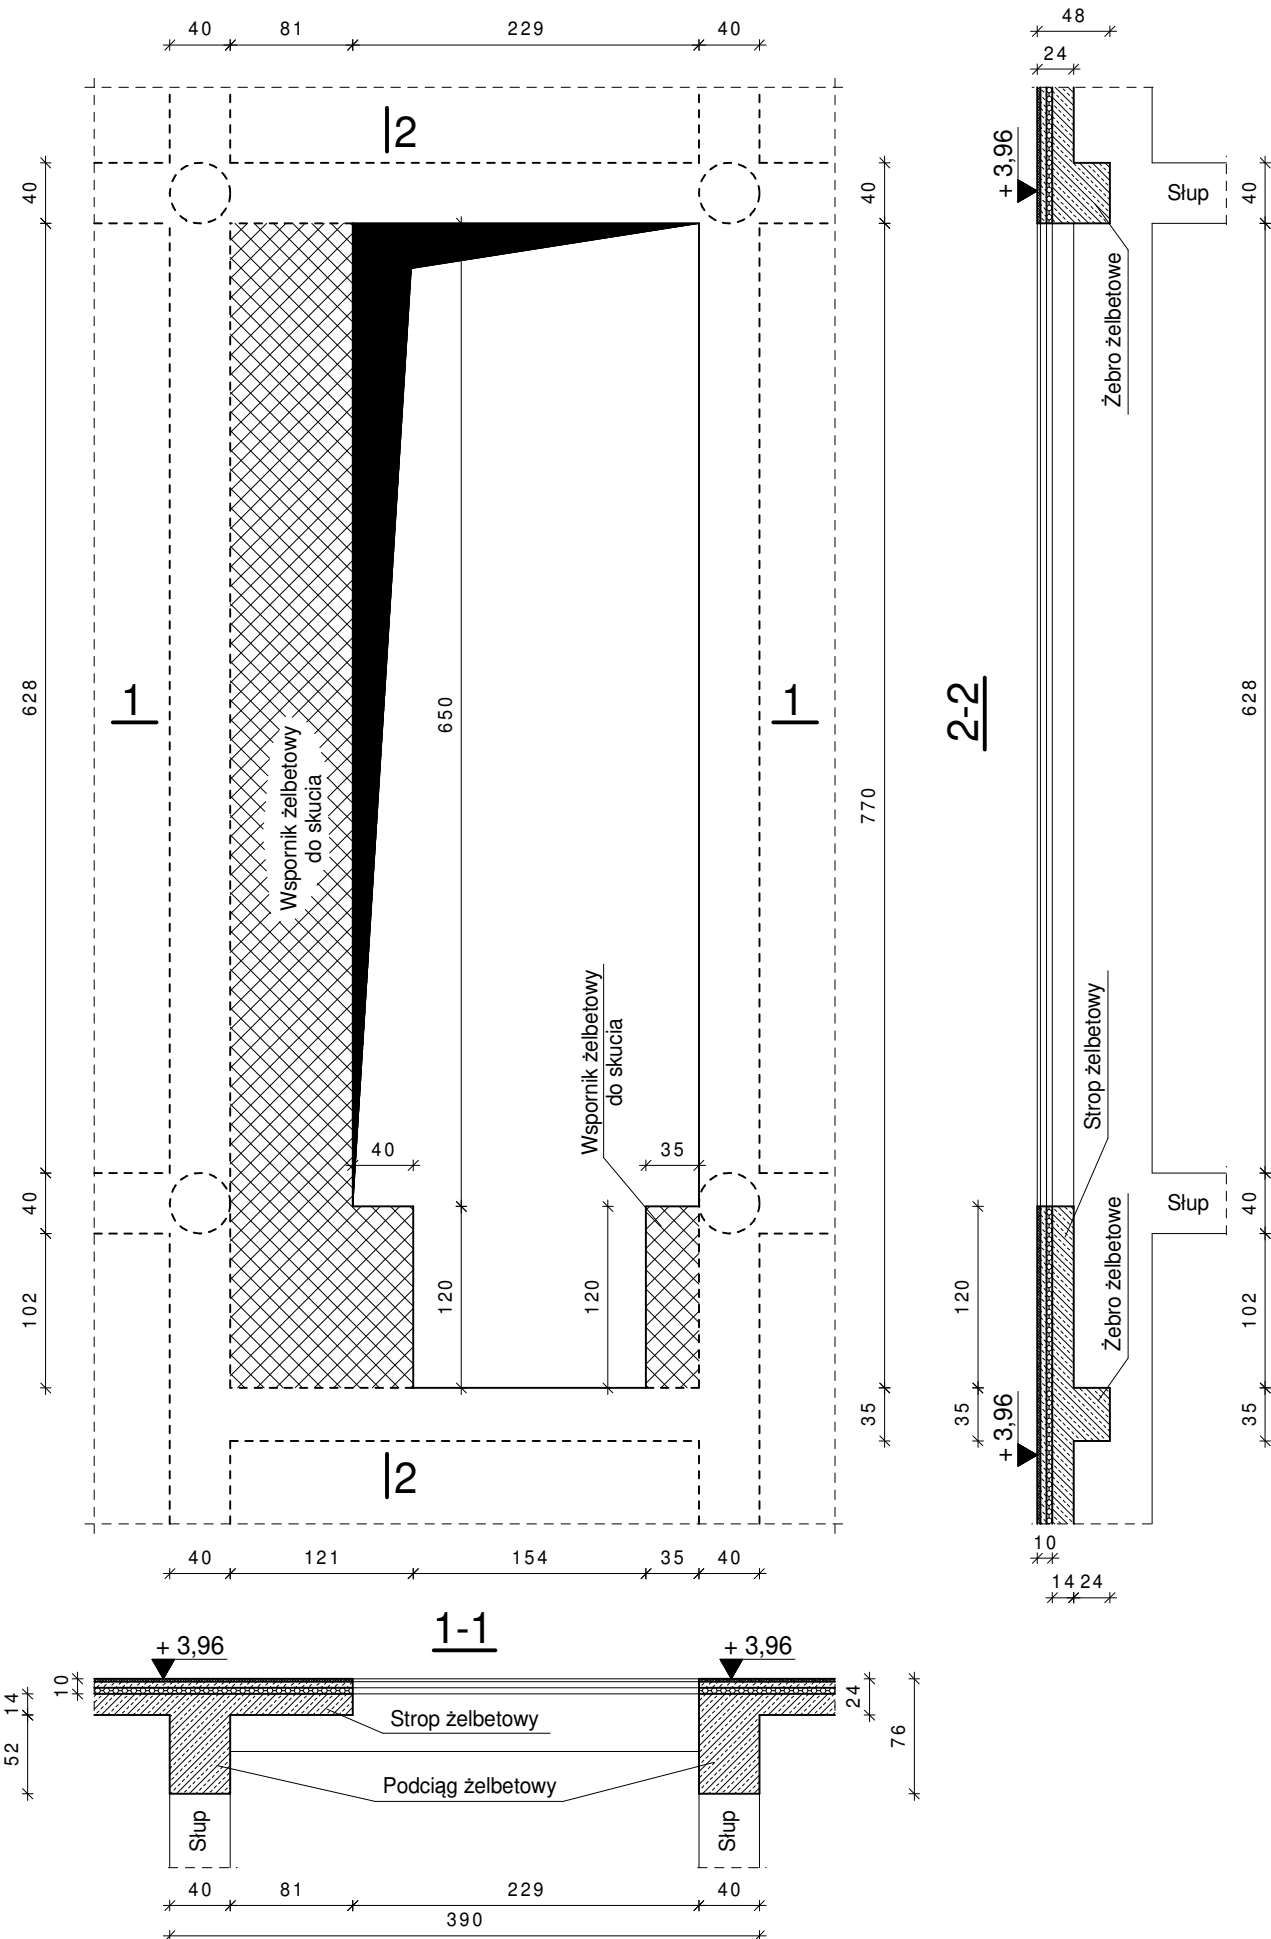 40 81 229 40
48
24
2
40
40
+ 3,96
Słup
40
Żebro żelbetowe
628
1
Wspornik żelbetowy
do skucia
650
1
770
2-2
628
Wspornik żelbetowy
do skucia
Strop żelbetowy
40
35
40
Słup
40
102
120
120
120
Żebro żelbetowe
102
35
35
+ 3,96
35
2
40 121 154 35 40
10
14 24
1-1
+ 3,96
+ 3,96
10
14
52
Strop żelbetowy
24
76
Podciąg żelbetowy
Słup
Słup
40 81 229 40
390